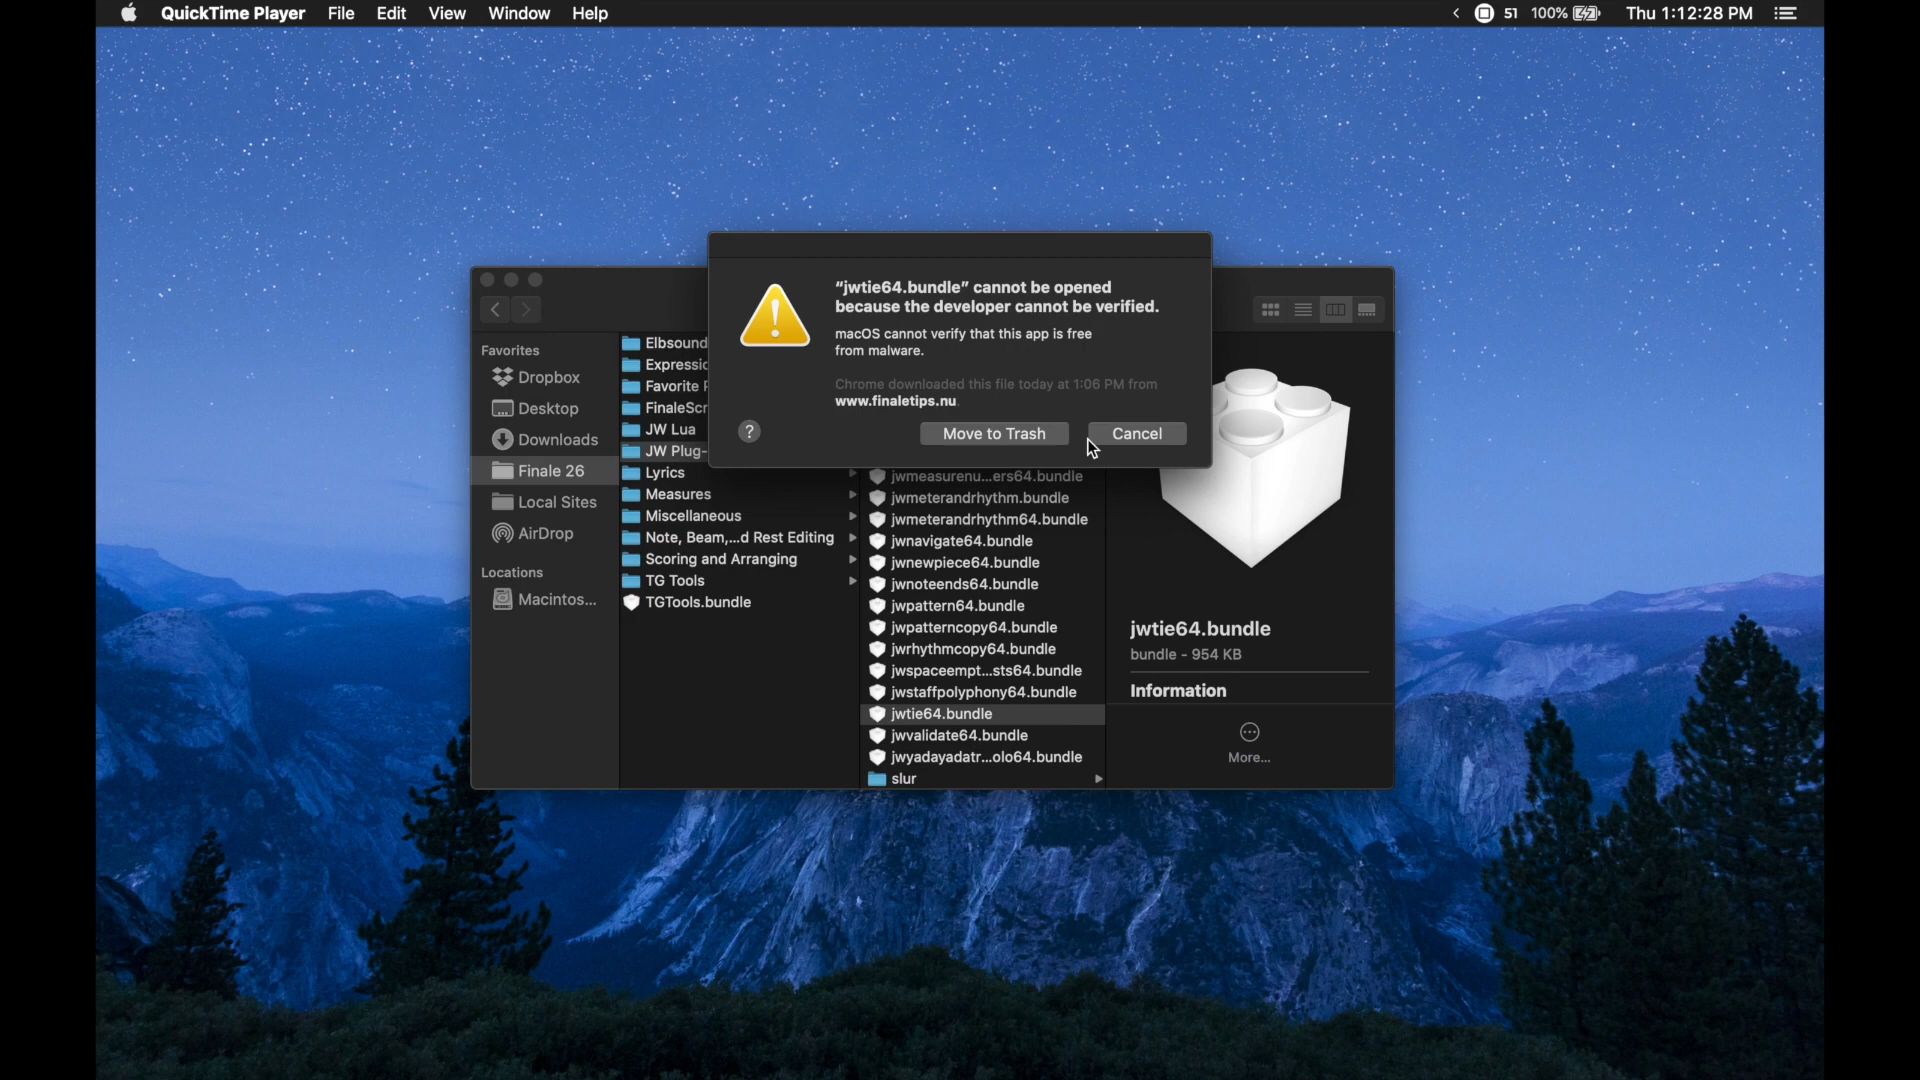 QuickTime Player File Edit View Window Help
51 100% Thu 1:12:28 PM
“jwtie64.bundle” cannot be opened
because the developer cannot be verified.
macOS cannot verify that this app is free
from malware.
Chrome downloaded this file today at 1:06 PM from
www.finaletips.nu.
?
Move to Trash
Cancel
Favorites
Dropbox
Desktop
Downloads
Finale 26
Local Sites
AirDrop
Locations
Macintos...
Elbsound
Favorite
JW Lua
JW Plug-
Lyrics
Measures
Miscellaneous
Note, Beam,...d Rest Editing
Scoring and Arranging
TG Tools
TGTools.bundle
jwmeasurenu...ers64.bundle
jwmeterandrhythm.bundle
jwmeterandrhythm64.bundle
jwnavigate64.bundle
jwnewpiece64.bundle
jwnoteends64.bundle
jwpattern64.bundle
jwpatterncopy64.bundle
jwrhythmcopy64.bundle
jwspaceempt...sts64.bundle
jwstaffpolyphony64.bundle
jwtie64.bundle
jwvalidate64.bundle
jwyadayadatr...olo64.bundle
slur
jwtie64.bundle
bundle - 954 KB
Information
More...